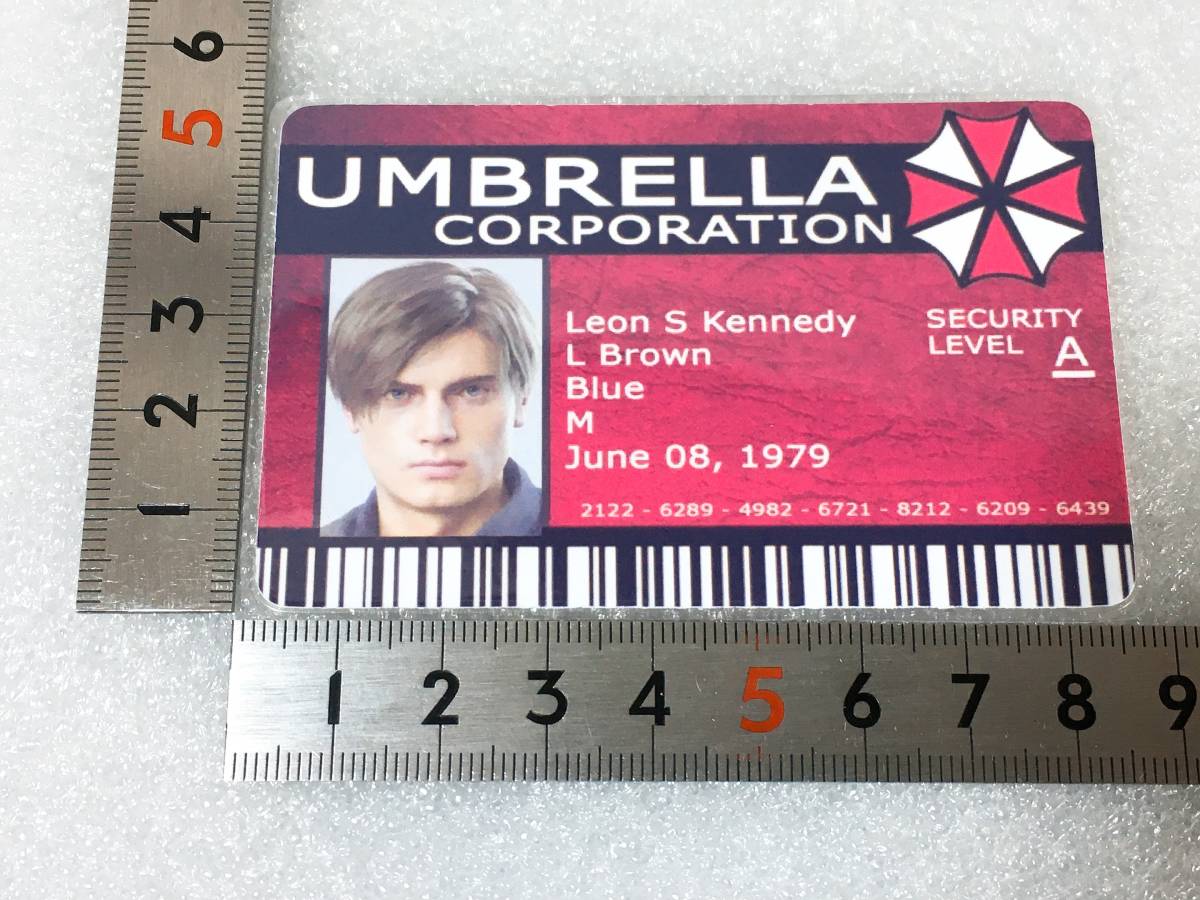 UMBRELLA
CORPORATION
Leon S Kennedy
L Brown
Blue
M
June 08, 1979
SECURITY
LEVEL A
2122 - 6289 - 4982 - 6721 - 8212 - 6209 - 6439
6
5
4
3
2
1
1 2 3 4 5 6 7 8 9